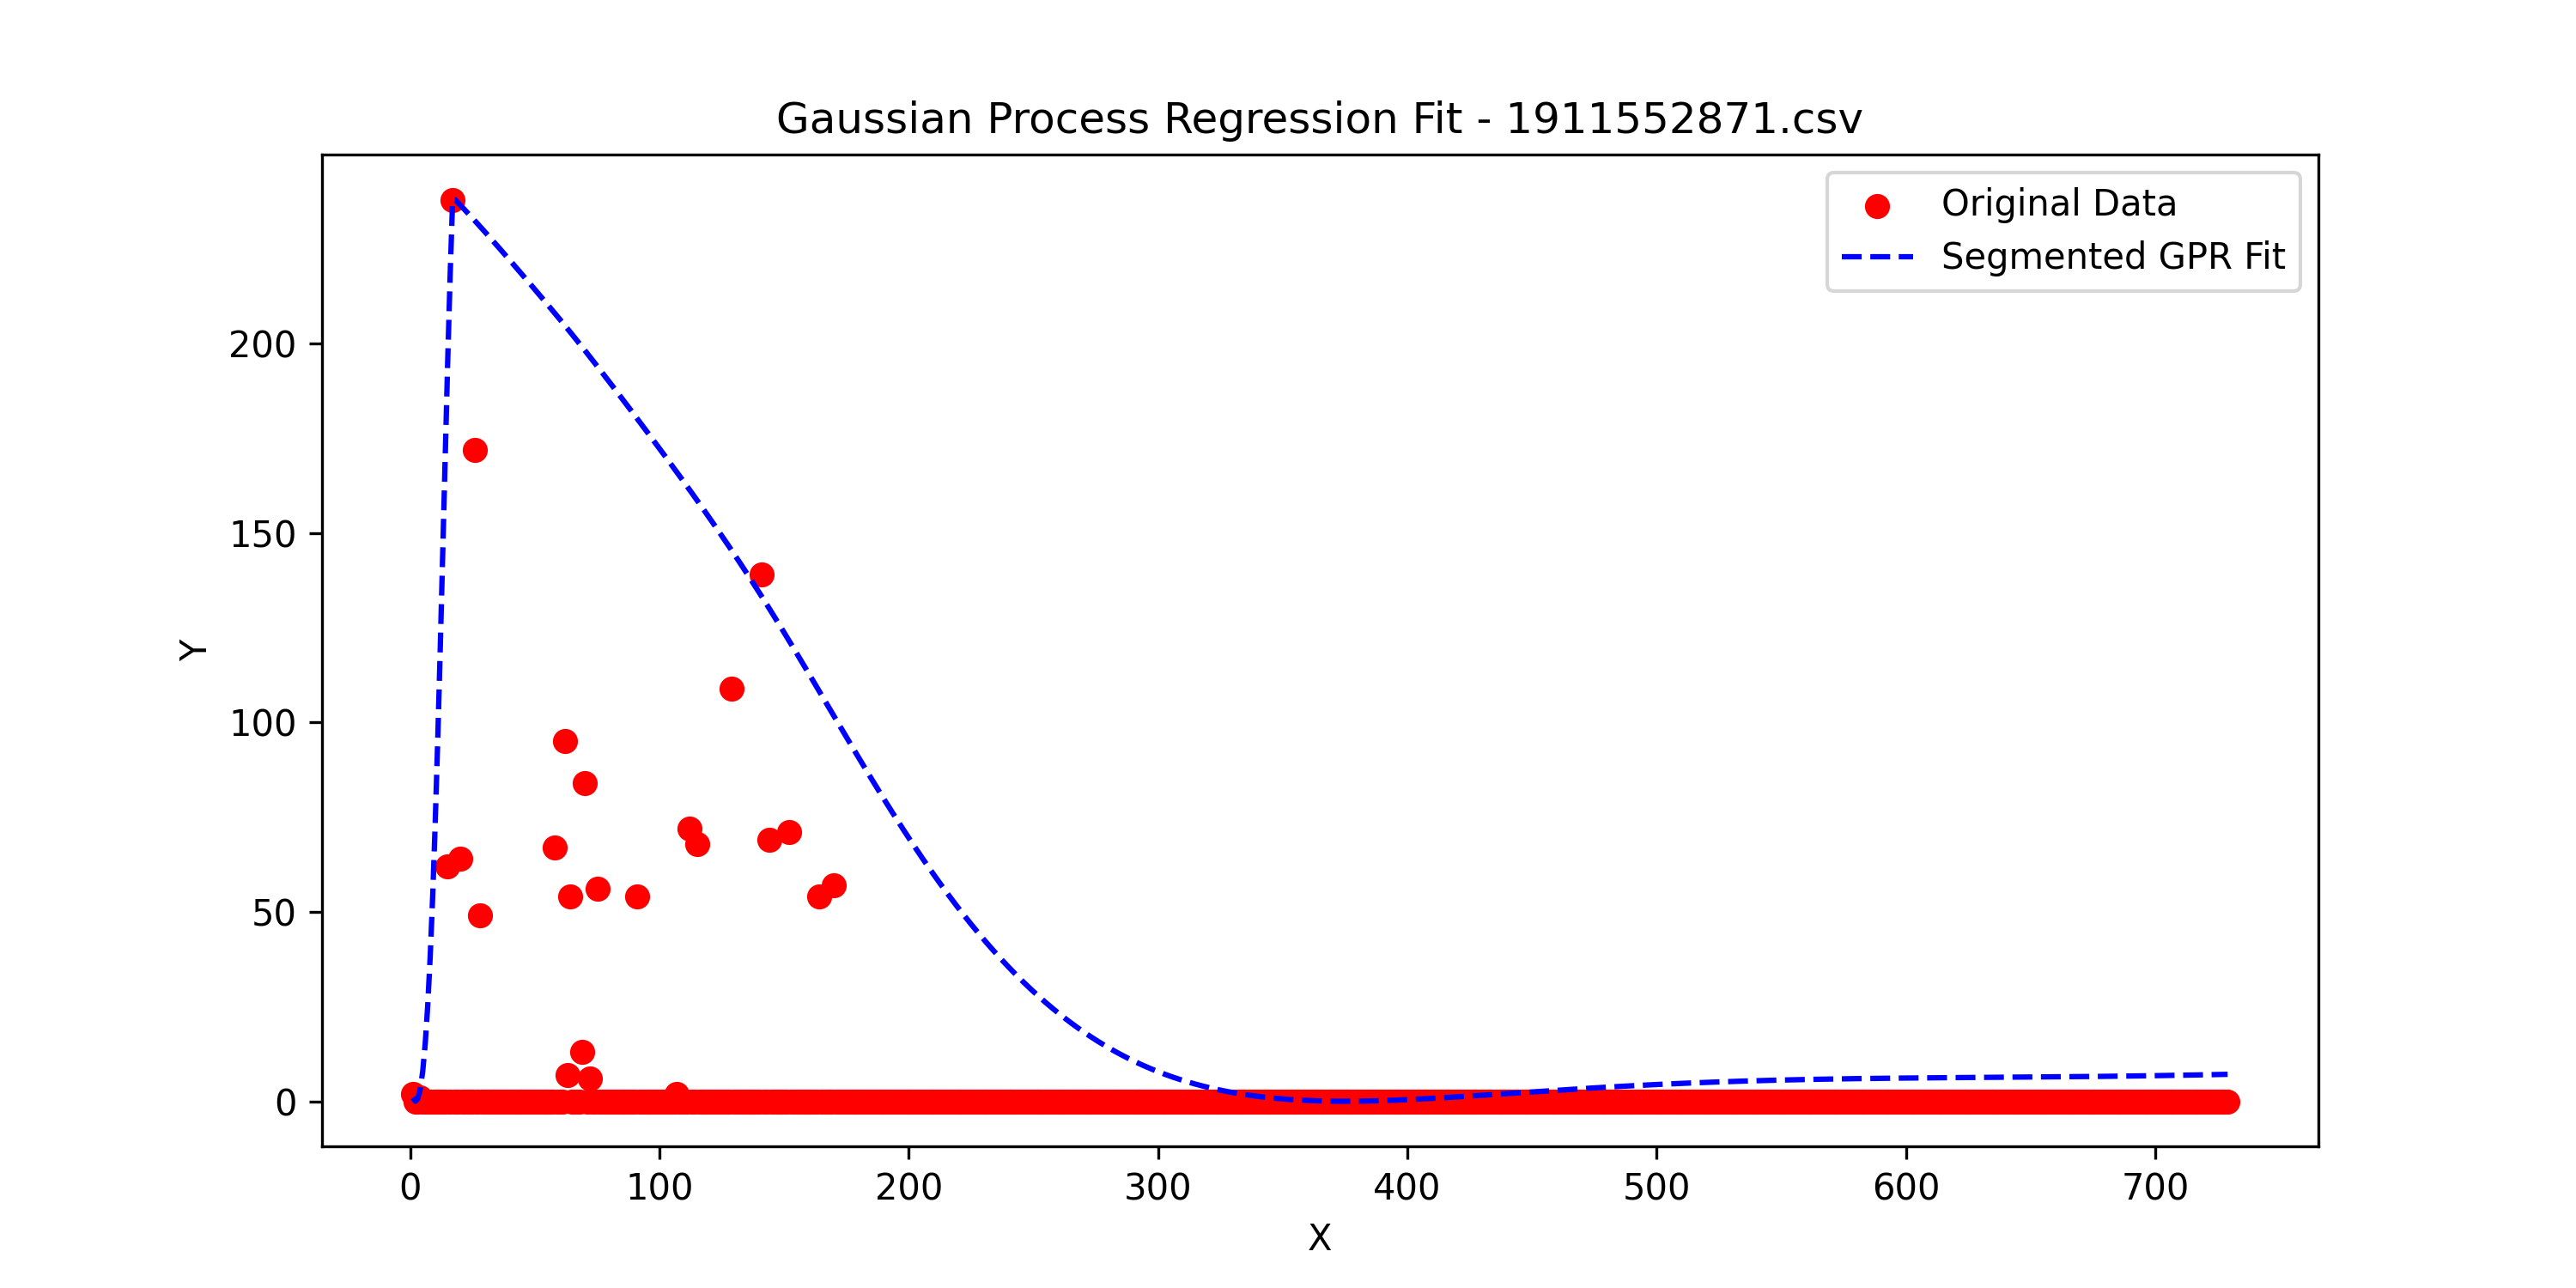 Gaussian Process Regression Fit - 1911552871.csv
Original Data
Segmented GPR Fit
200
150
100
50
0
Y
0 100 200 300 400 500 600 700
X